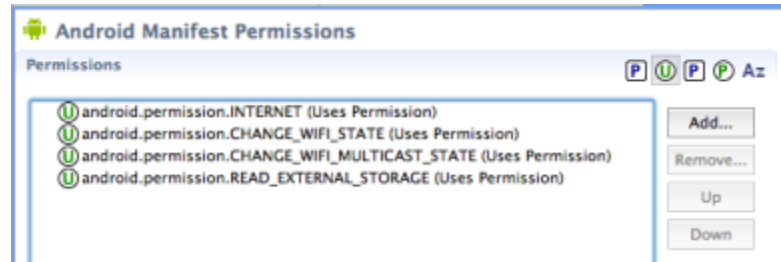 Android Manifest Permissions
Permissions
P U P P Az
U android.permission.INTERNET (Uses Permission)
U android.permission.CHANGE_WIFI_STATE (Uses Permission)
U android.permission.CHANGE_WIFI_MULTICAST_STATE (Uses Permission)
U android.permission.READ_EXTERNAL_STORAGE (Uses Permission)
Add...
Remove...
Up
Down